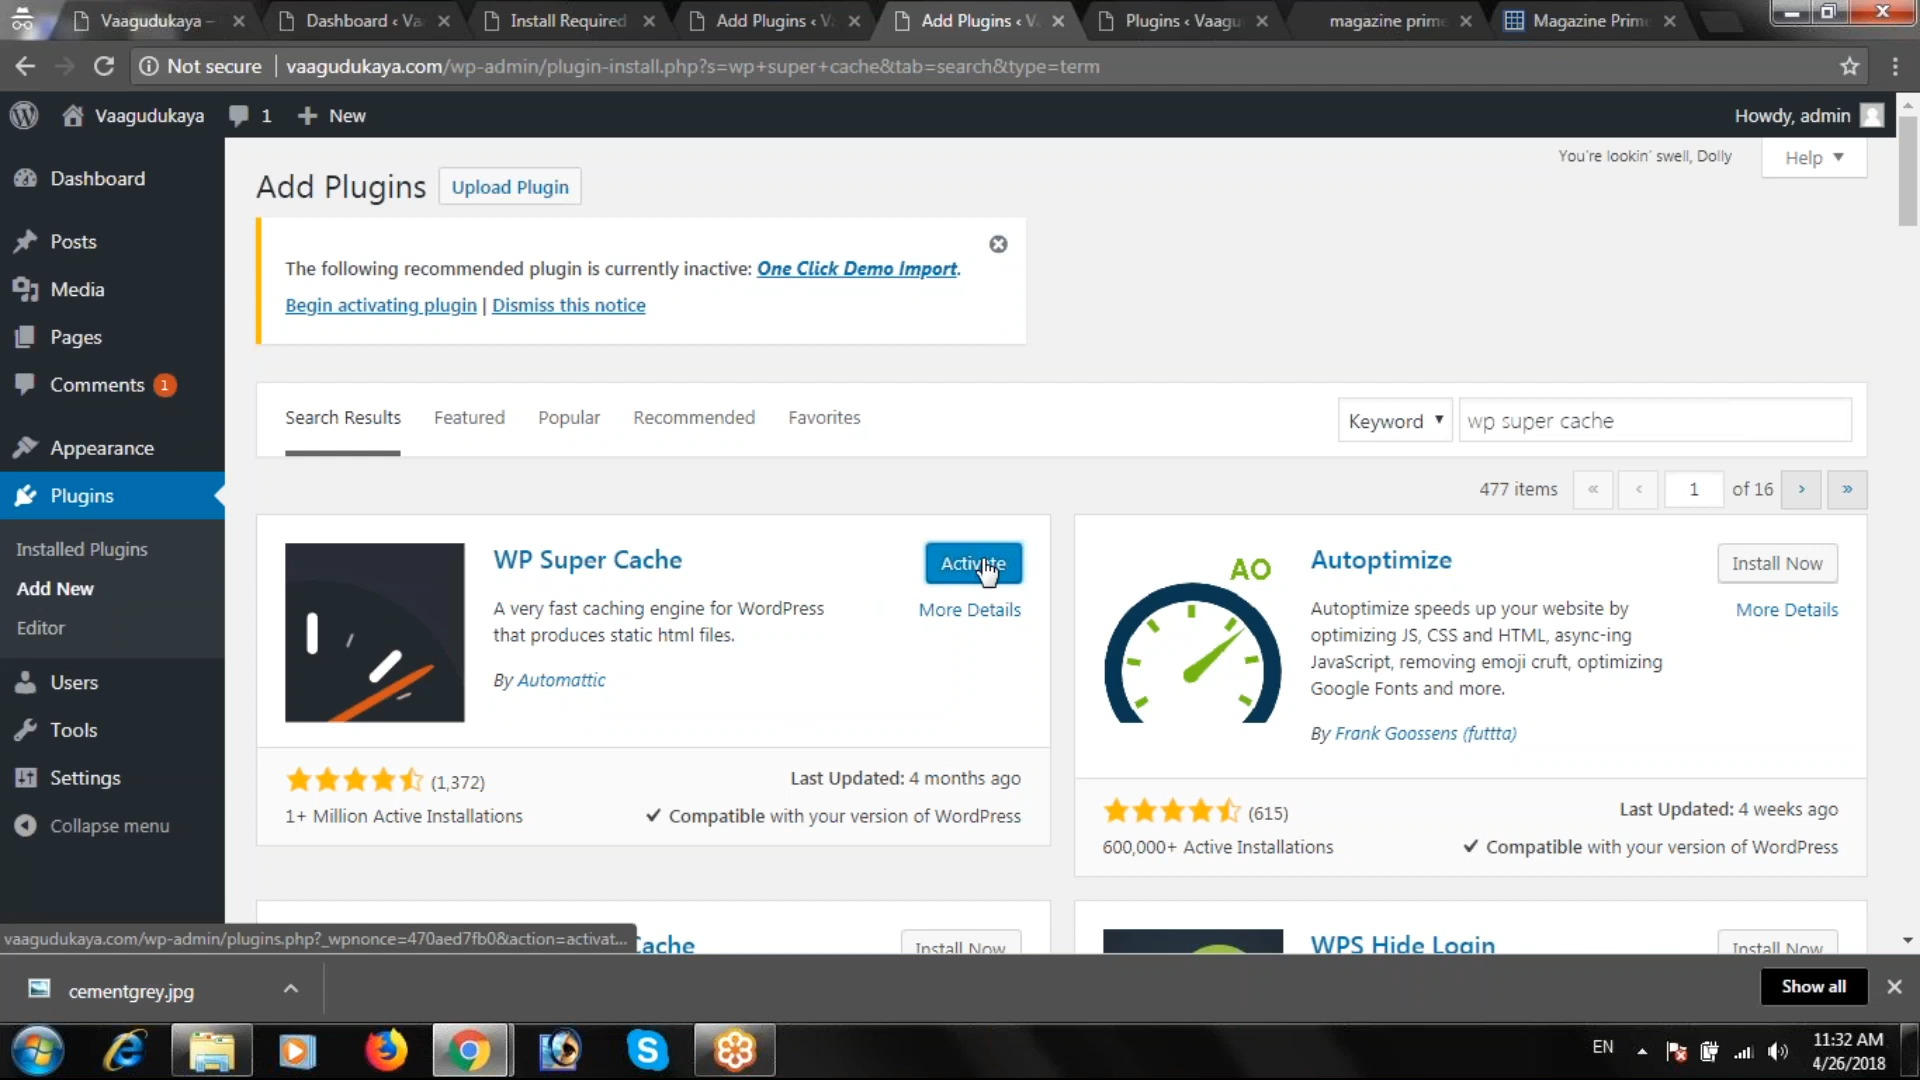 Vaagudukaya –
Dashboard ‹ Va
Install Required
Add Plugins ‹ V
Add Plugins ‹ V
Plugins ‹ Vaagu
magazine prime
Magazine Prime
Not secure
vaagudukaya.com/wp-admin/plugin-install.php?s=wp+super+cache&tab=search&type=term
Vaagudukaya
1
New
Howdy, admin
You're lookin' swell, Dolly
Help
Dashboard
Posts
Media
Pages
Comments 1
Appearance
Plugins
Installed Plugins
Add New
Editor
Users
Tools
Settings
Collapse menu
Add Plugins
Upload Plugin
The following recommended plugin is currently inactive: One Click Demo Import.
Begin activating plugin | Dismiss this notice
Search Results
Featured
Popular
Recommended
Favorites
Keyword
wp super cache
477 items
«
‹
1
of 16
›
»
WP Super Cache
Activate
A very fast caching engine for WordPress
that produces static html files.
More Details
By Automattic
(1,372)
Last Updated: 4 months ago
1+ Million Active Installations
Compatible with your version of WordPress
AO
Autoptimize
Install Now
Autoptimize speeds up your website by
optimizing JS, CSS and HTML, async-ing
JavaScript, removing emoji cruft, optimizing
Google Fonts and more.
More Details
By Frank Goossens (futtta)
(615)
Last Updated: 4 weeks ago
600,000+ Active Installations
Compatible with your version of WordPress
Cache
Install Now
WPS Hide Login
Install Now
vaagudukaya.com/wp-admin/plugins.php?_wpnonce=470aed7fb0&action=activat...
cementgrey.jpg
Show all
EN
11:32 AM
4/26/2018